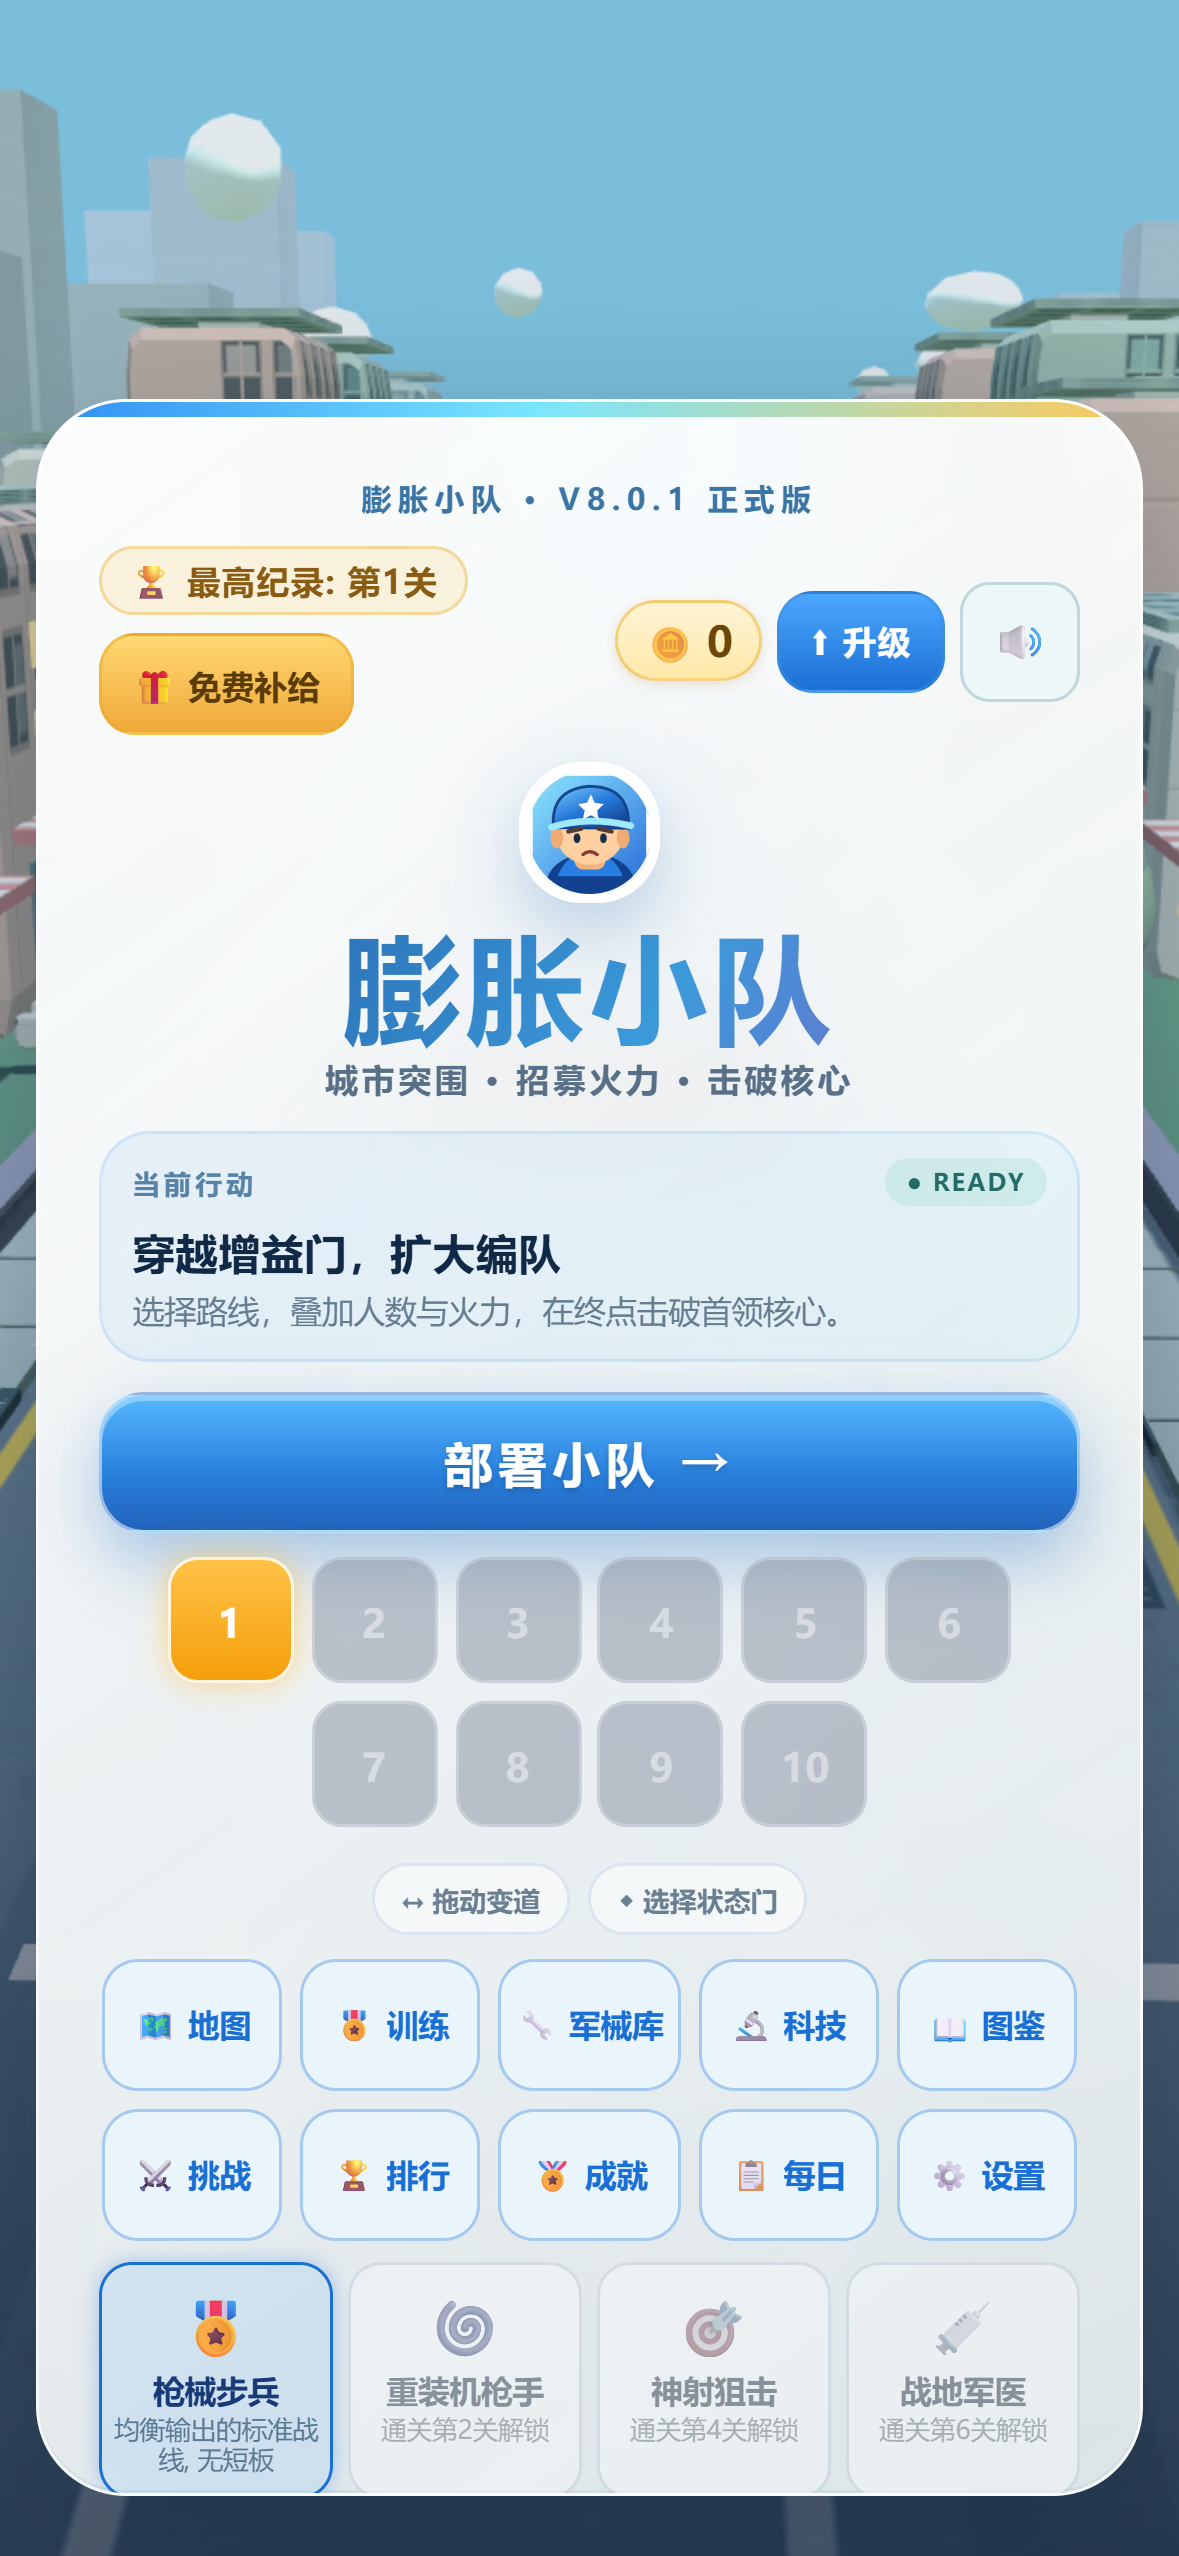 膨胀小队 • V8.0.1 正式版
最高纪录: 第1关
免费补给
0
⬆ 升级
膨胀小队
城市突围 • 招募火力 • 击破核心
当前行动
● READY
穿越增益门，扩大编队
选择路线，叠加人数与火力，在终点击破首领核心。
部署小队 →
1 2 3 4 5 6
7 8 9 10
↔ 拖动变道
◆ 选择状态门
地图 训练 军械库 科技 图鉴
挑战 排行 成就 每日 设置
枪械步兵 重装机枪手 神射狙击 战地军医
均衡输出的标准战 通关第2关解锁 通关第4关解锁 通关第6关解锁
线, 无短板